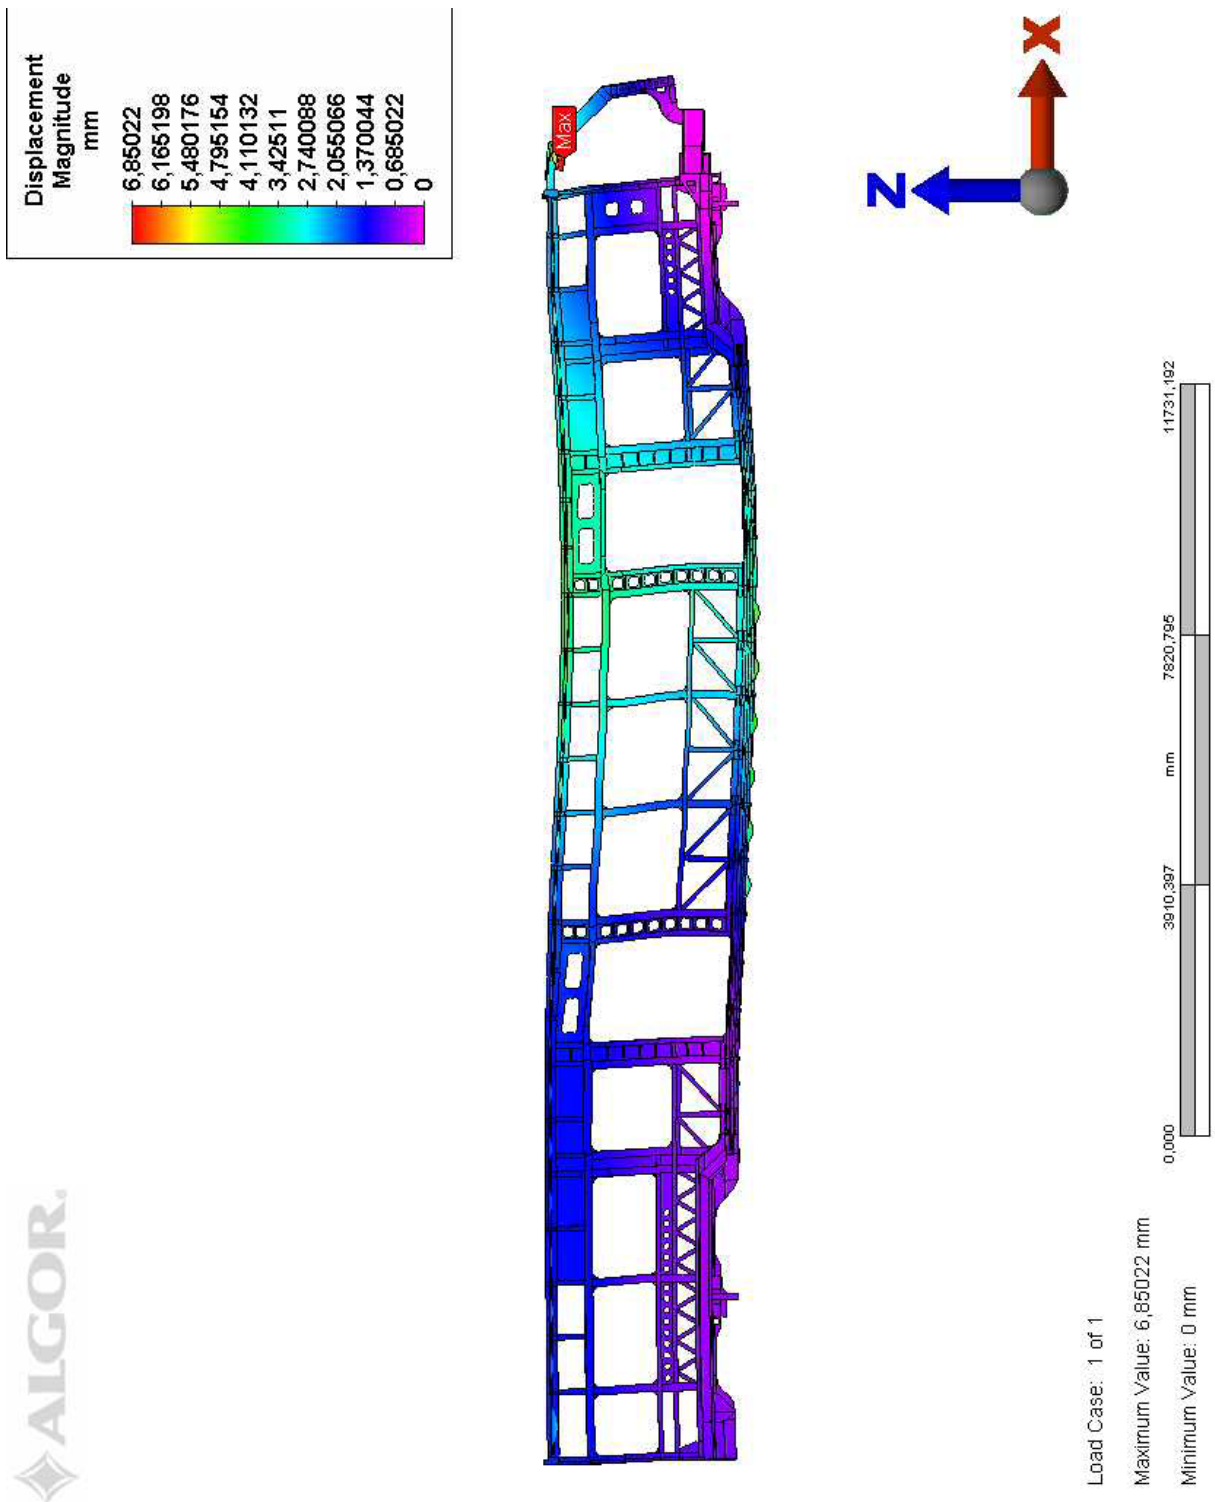 ALGOR.
Displacement
Magnitude
mm
6,85022
6,165198
5,480176
4,795154
4,110132
3,42511
2,740088
2,055066
1,370044
0,685022
0
Max
Z
X
0,000
3910,397
mm
7820,795
11731,192
Load Case: 1 of 1
Maximum Value: 6,85022 mm
Minimum Value: 0 mm